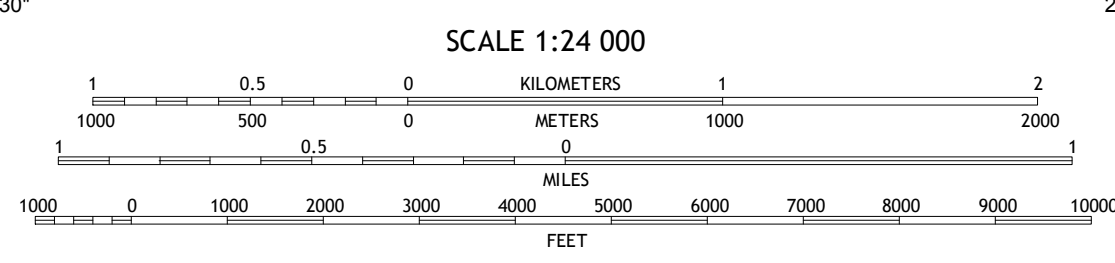 30" 2
SCALE 1:24 000
1 0.5 0 KILOMETERS 1 2
1000 500 0 METERS 1000 2000
1 0.5 0 1
MILES
1000 0 1000 2000 3000 4000 5000 6000 7000 8000 9000 10000
FEET